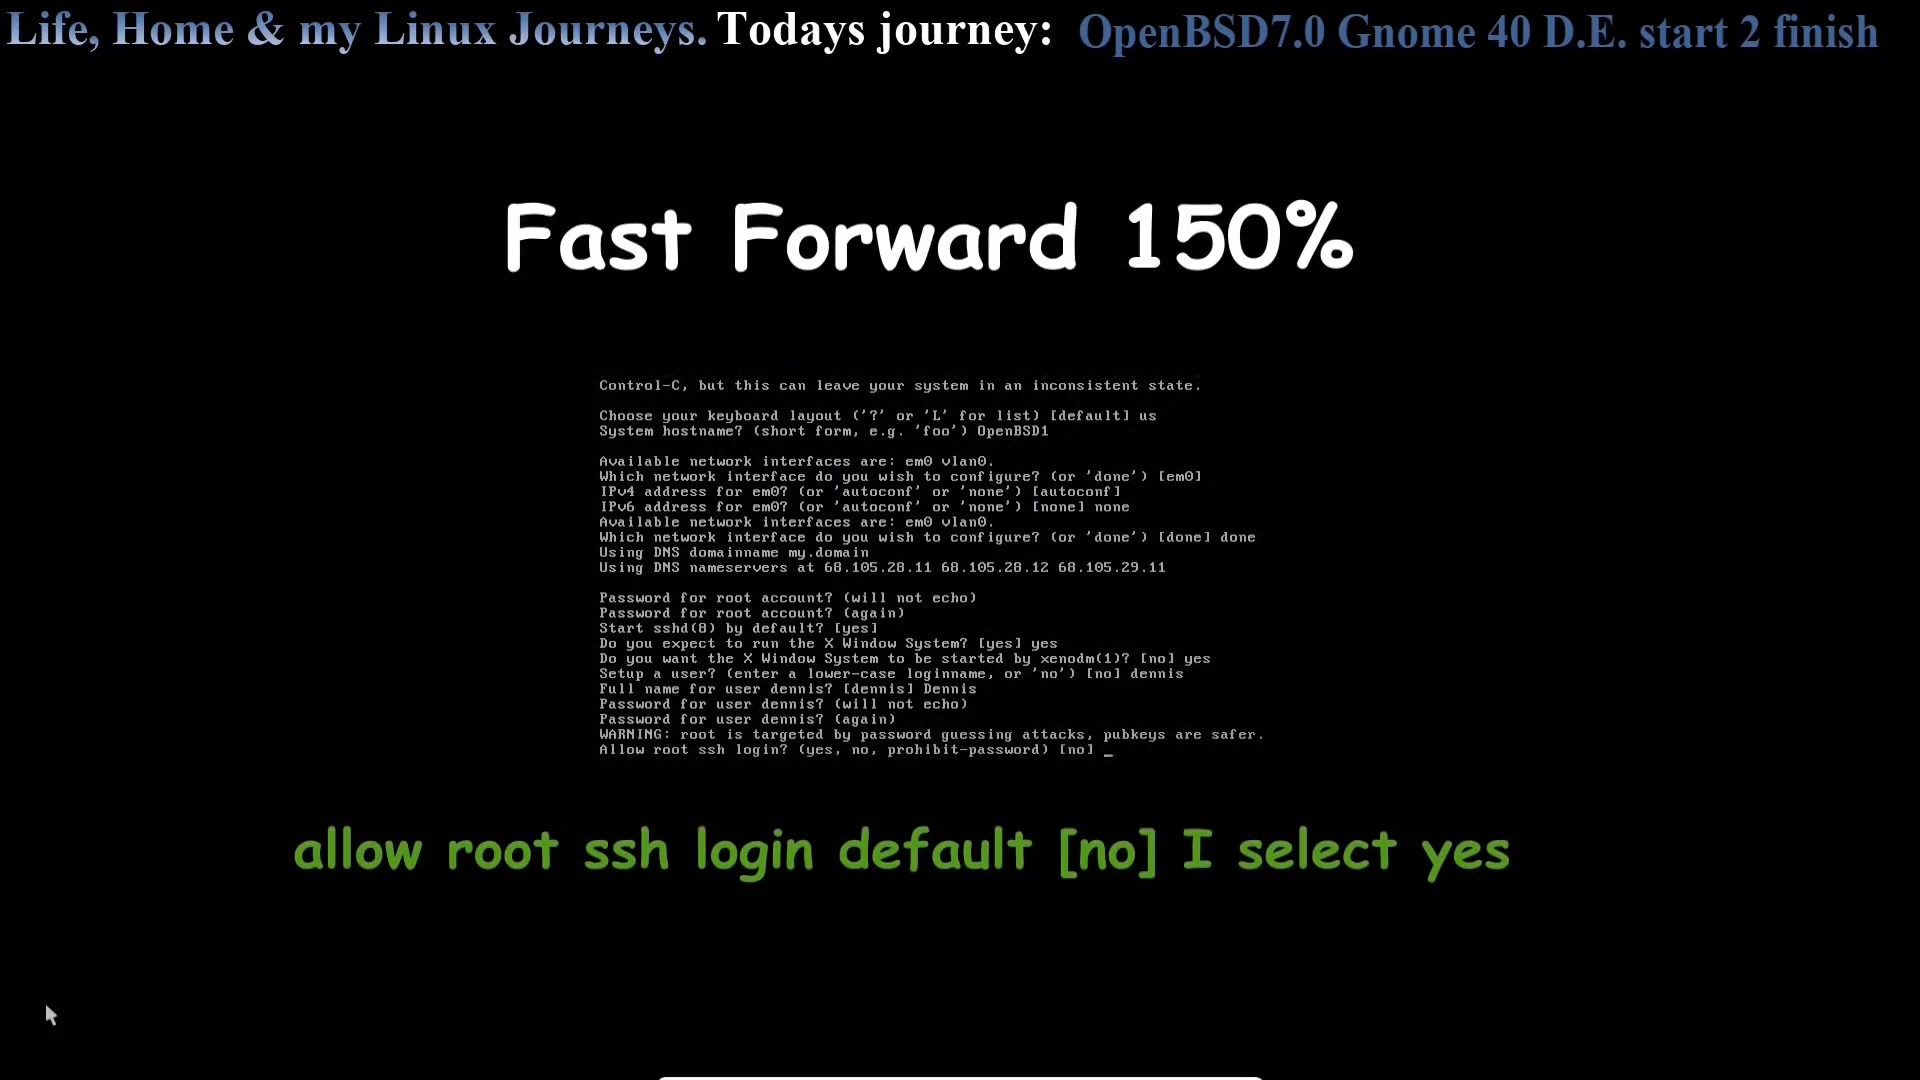 Life, Home & my Linux Journeys. Todays journey: OpenBSD7.0 Gnome 40 D.E. start 2 finish
Fast Forward 150%
Control-C, but this can leave your system in an inconsistent state.
Choose your keyboard layout ('?' or 'L' for list) [default] us
System hostname? (short form, e.g. 'foo') OpenBSD1
Available network interfaces are: em0 vlan0.
Which network interface do you wish to configure? (or 'done') [em0]
IPv4 address for em0? (or 'autoconf' or 'none') [autoconf]
IPv6 address for em0? (or 'autoconf' or 'none') [none] none
Available network interfaces are: em0 vlan0.
Which network interface do you wish to configure? (or 'done') [done] done
Using DNS domainname my.domain
Using DNS nameservers at 68.105.28.11 68.105.28.12 68.105.29.11
Password for root account? (will not echo)
Password for root account? (again)
Start sshd(8) by default? [yes]
Do you expect to run the X Window System? [yes] yes
Do you want the X Window System to be started by xenodm(1)? [no] yes
Setup a user? (enter a lower-case loginname, or 'no') [no] dennis
Full name for user dennis? [dennis] Dennis
Password for user dennis? (will not echo)
Password for user dennis? (again)
WARNING: root is targeted by password guessing attacks, pubkeys are safer.
Allow root ssh login? (yes, no, prohibit-password) [no] _
allow root ssh login default [no] I select yes